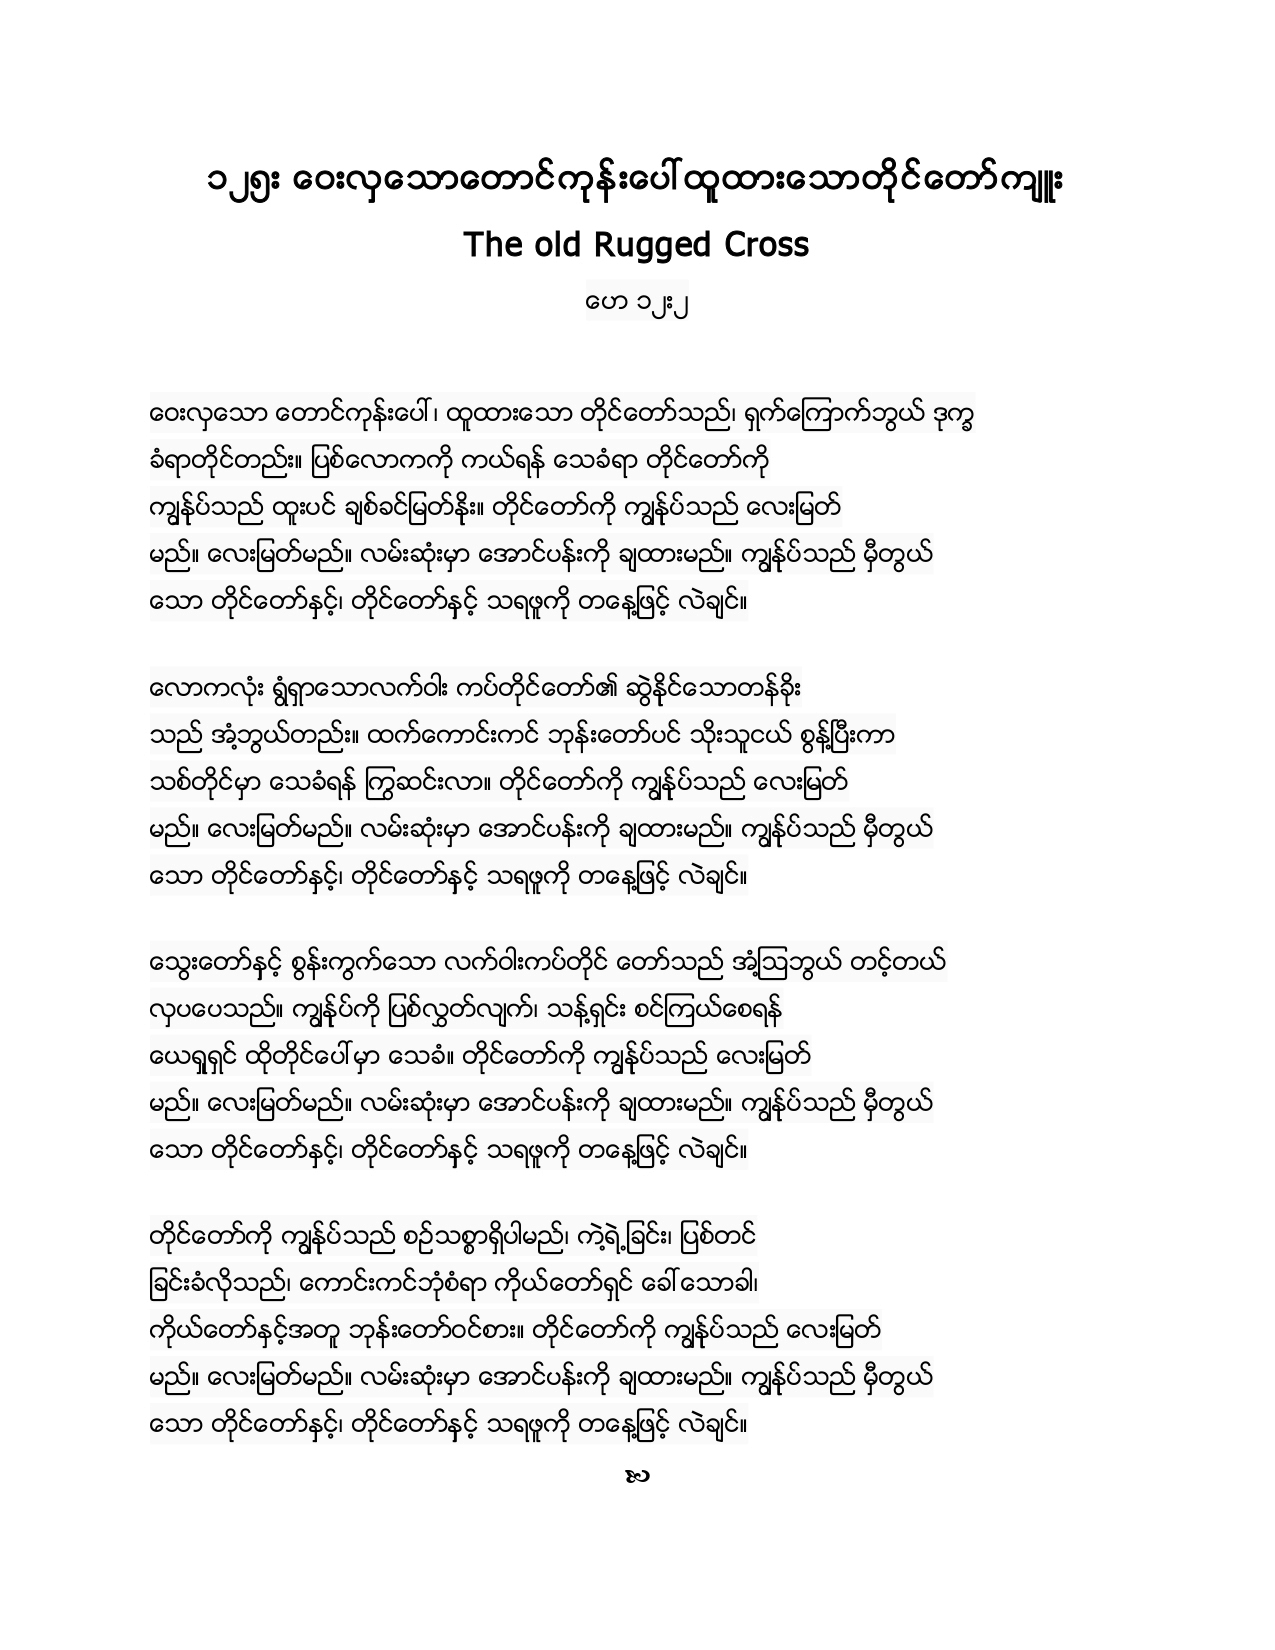 ၁၂၅း ဝေးလှသောတောင်ကုန်းပေါ်ထူထားသောတိုင်တော်ကျူး
The old Rugged Cross
ဟေ ၁၂း၂
ဝေးလှသော တောင်ကုန်းပေါ်၊ ထူထားသော တိုင်တော်သည်၊ ရှက်ကြောက်ဘွယ် ဒုက္ခ
ခံရာတိုင်တည်း။ ပြစ်လောကကို ကယ်ရန် သေခံရာ တိုင်တော်ကို
ကျွန်ုပ်သည် ထူးပင် ချစ်ခင်မြတ်နိုး။ တိုင်တော်ကို ကျွန်ုပ်သည် လေးမြတ်
မည်။ လေးမြတ်မည်။ လမ်းဆုံးမှာ အောင်ပန်းကို ချထားမည်။ ကျွန်ုပ်သည် မှီတွယ်
သော တိုင်တော်နှင့်၊ တိုင်တော်နှင့် သရဖူကို တနေ့ဖြင့် လဲချင်။
လောကလုံး ရွံရှာသောလက်ဝါး ကပ်တိုင်တော်၏ ဆွဲနိုင်သောတန်ခိုး
သည် အံ့ဘွယ်တည်း။ ထက်ကောင်းကင် ဘုန်းတော်ပင် သိုးသူငယ် စွန့်ပြီးကာ
သစ်တိုင်မှာ သေခံရန် ကြွဆင်းလာ။ တိုင်တော်ကို ကျွန်ုပ်သည် လေးမြတ်
မည်။ လေးမြတ်မည်။ လမ်းဆုံးမှာ အောင်ပန်းကို ချထားမည်။ ကျွန်ုပ်သည် မှီတွယ်
သော တိုင်တော်နှင့်၊ တိုင်တော်နှင့် သရဖူကို တနေ့ဖြင့် လဲချင်။
သွေးတော်နှင့် စွန်းကွက်သော လက်ဝါးကပ်တိုင် တော်သည် အံ့ဩဘွယ် တင့်တယ်
လှပပေသည်။ ကျွန်ုပ်ကို ပြစ်လွှတ်လျက်၊ သန့်ရှင်း စင်ကြယ်စေရန်
ယေရှုရှင် ထိုတိုင်ပေါ်မှာ သေခံ။ တိုင်တော်ကို ကျွန်ုပ်သည် လေးမြတ်
မည်။ လေးမြတ်မည်။ လမ်းဆုံးမှာ အောင်ပန်းကို ချထားမည်။ ကျွန်ုပ်သည် မှီတွယ်
သော တိုင်တော်နှင့်၊ တိုင်တော်နှင့် သရဖူကို တနေ့ဖြင့် လဲချင်။
တိုင်တော်ကို ကျွန်ုပ်သည် စဉ်သစ္စာရှိပါမည်၊ ကဲ့ရဲ့ခြင်း၊ ပြစ်တင်
ခြင်းခံလိုသည်၊ ကောင်းကင်ဘုံစံရာ ကိုယ်တော်ရှင် ခေါ်သောခါ၊
ကိုယ်တော်နှင့်အတူ ဘုန်းတော်ဝင်စား။ တိုင်တော်ကို ကျွန်ုပ်သည် လေးမြတ်
မည်။ လေးမြတ်မည်။ လမ်းဆုံးမှာ အောင်ပန်းကို ချထားမည်။ ကျွန်ုပ်သည် မှီတွယ်
သော တိုင်တော်နှင့်၊ တိုင်တော်နှင့် သရဖူကို တနေ့ဖြင့် လဲချင်။